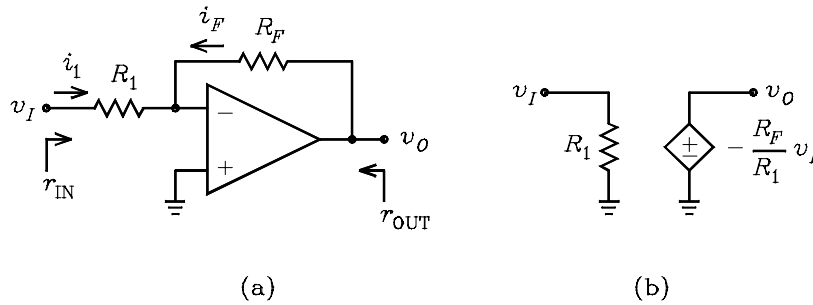 i_F
R_F
i_1
R_1
v_I
−
+
v_O
r_IN
r_OUT
(a)
v_I
R_1
+
−
v_O
− R_F/R_1 v_I
(b)